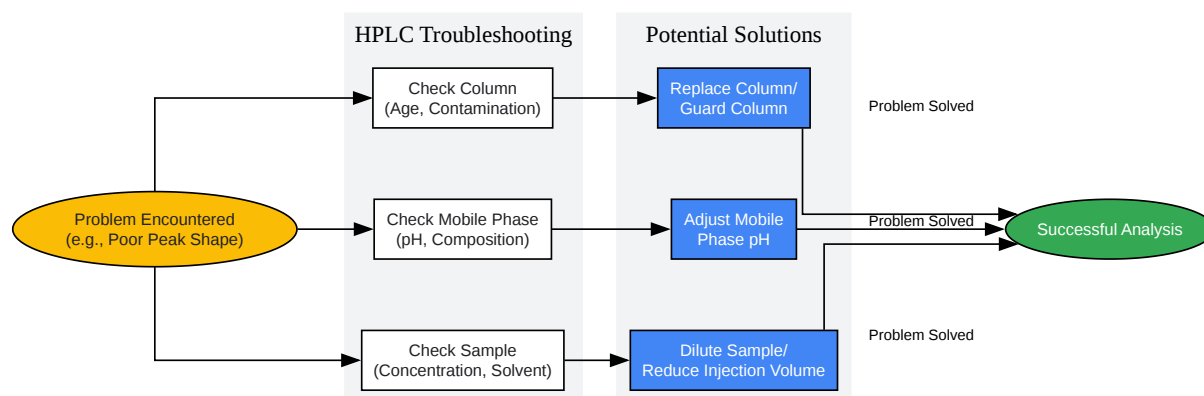 HPLC Troubleshooting
Potential Solutions
Check Column
(Age, Contamination)
Replace Column/
Guard Column
Problem Solved
Problem Encountered
(e.g., Poor Peak Shape)
Check Mobile Phase
(pH, Composition)
Adjust Mobile
Phase pH
Problem Solved
Successful Analysis
Check Sample
(Concentration, Solvent)
Dilute Sample/
Reduce Injection Volume
Problem Solved